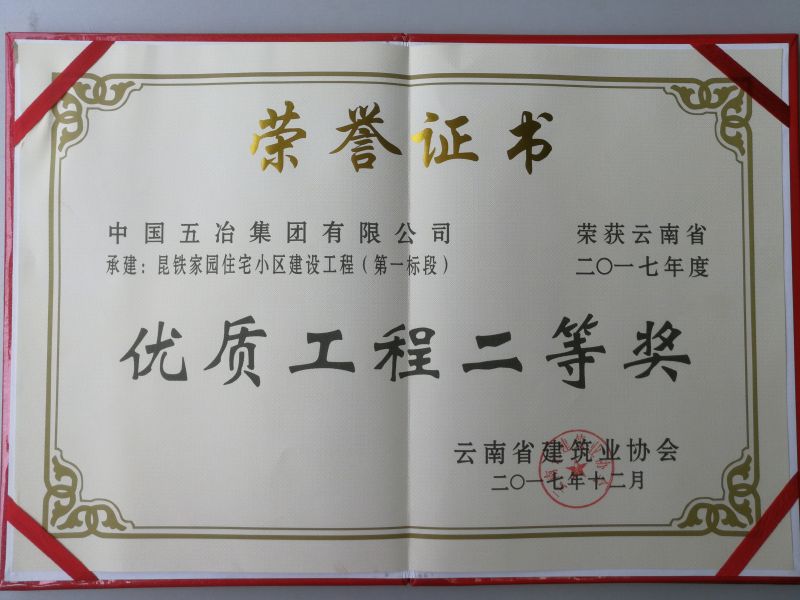 荣誉证书
中国五冶集团有限公司 荣获云南省
承建：昆铁家园住宅小区建设工程（第一标段） 二〇一七年度
优质工程二等奖
云南省建筑业协会
二〇一七年十二月